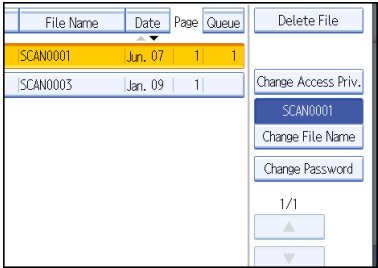 File Name Date Page Queue Delete File
SCAN0001 Jun. 07 1 1
SCAN0003 Jan. 09 1 Change Access Priv.
SCAN0001
Change File Name
Change Password
1/1